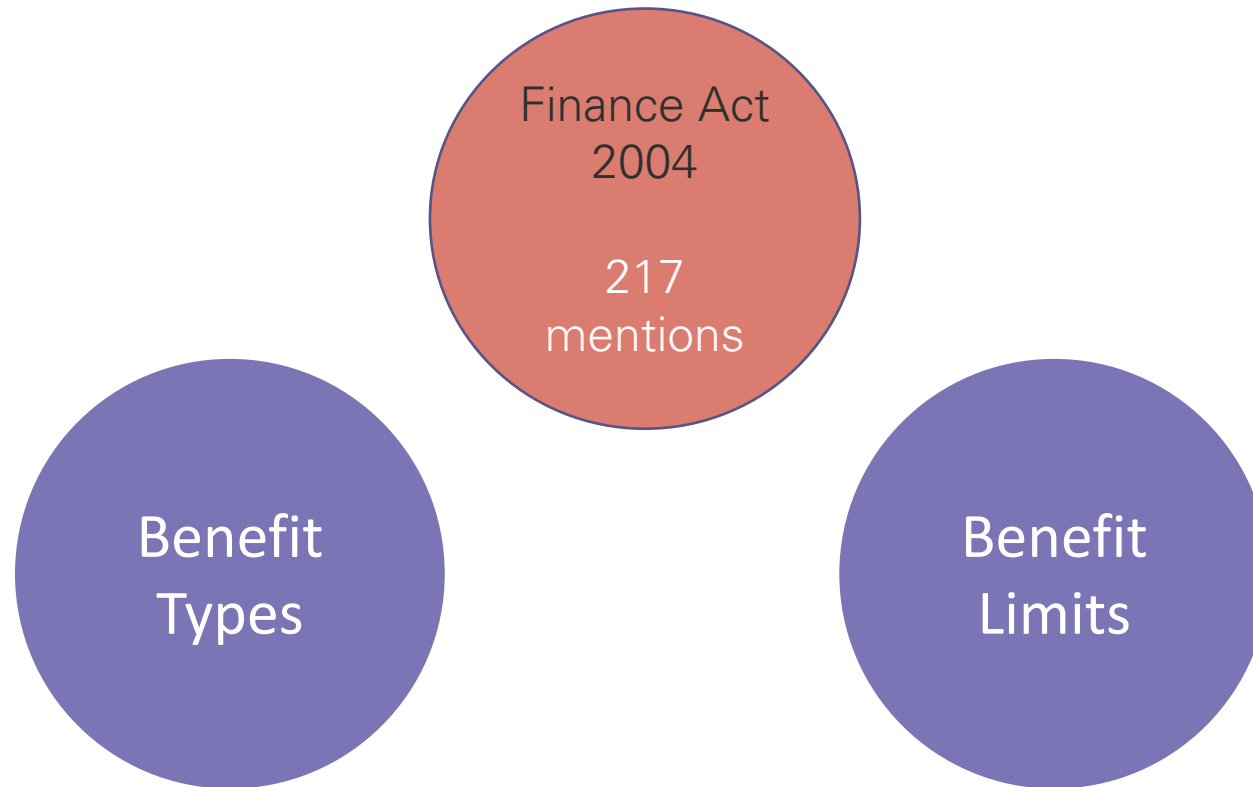 Finance Act
2004
217
mentions
Benefit
Types
Benefit
Limits